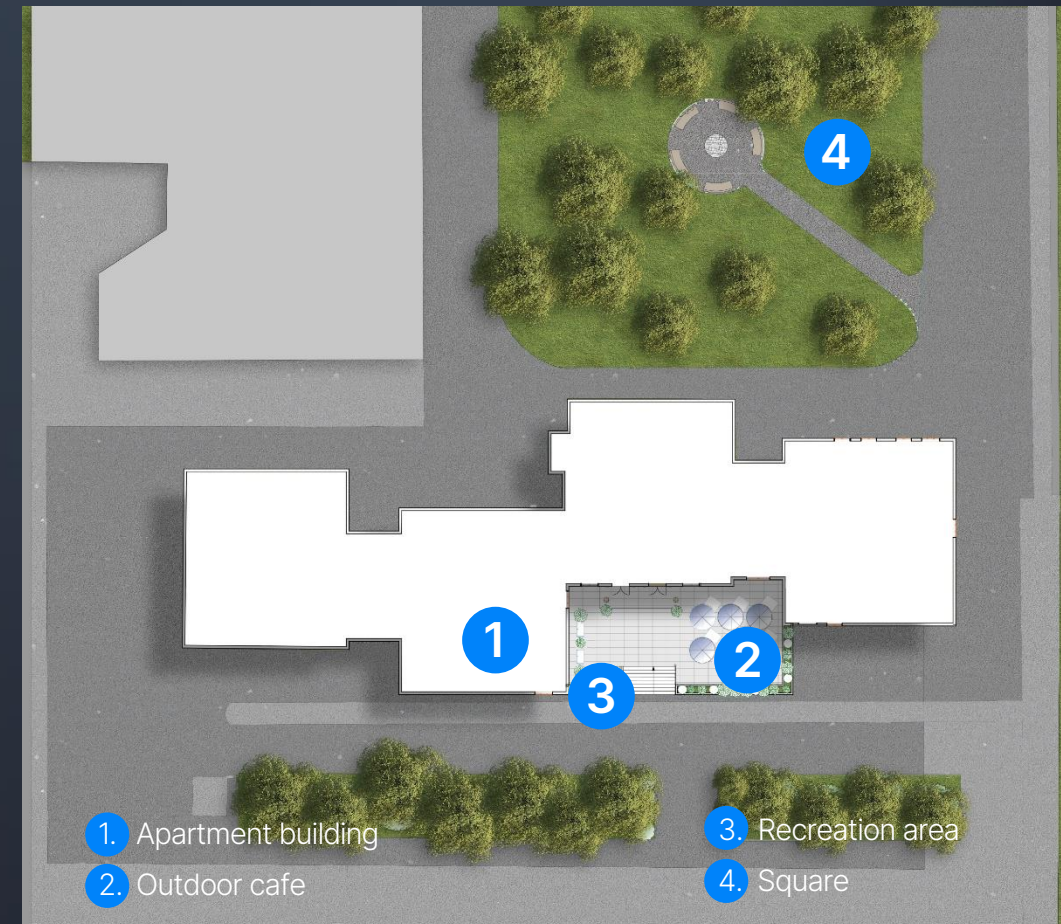 4
1
2
3
1. Apartment building
2. Outdoor cafe
3. Recreation area
4. Square